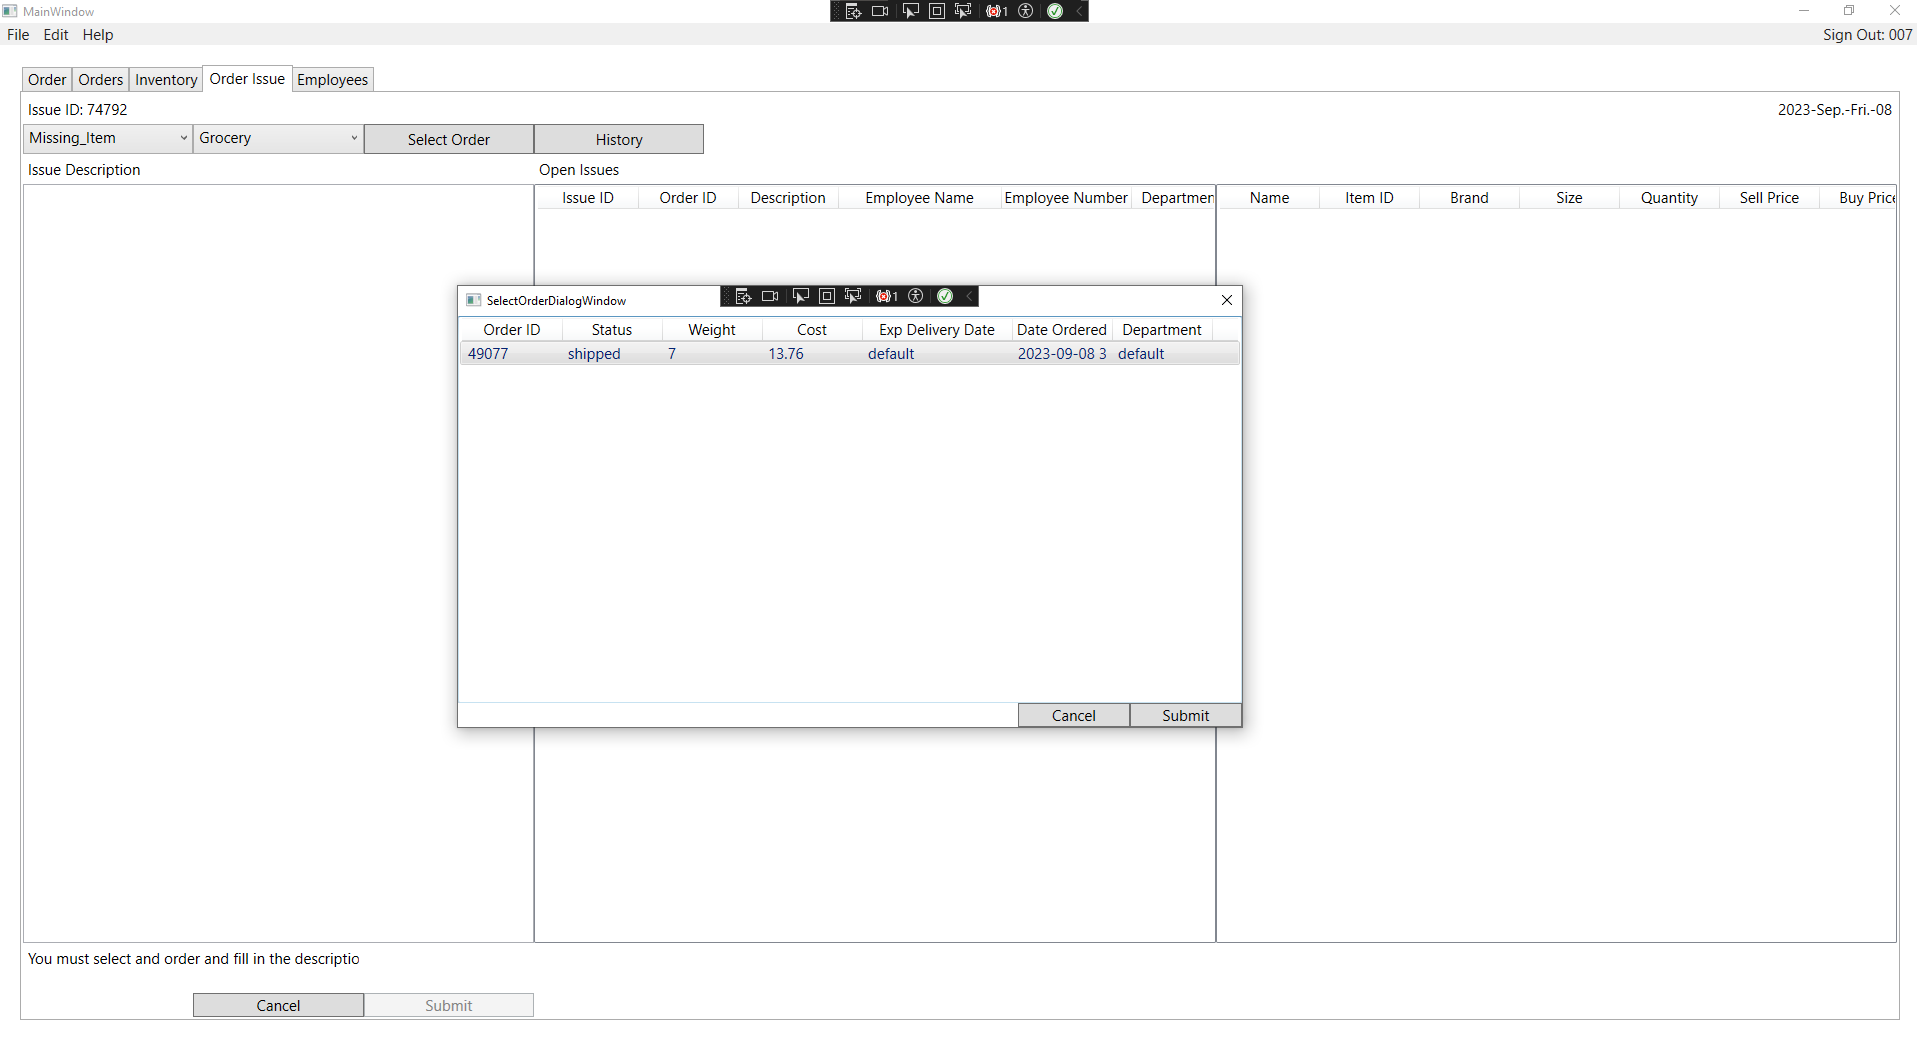 MainWindow
1
File Edit Help Sign Out: 007
Order Orders Inventory Order Issue Employees
Issue ID: 74792 2023-Sep.-Fri.-08
Missing_Item Grocery Select Order History
Issue Description Open Issues
Issue ID Order ID Description Employee Name Employee Number Departmen Name Item ID Brand Size Quantity Sell Price Buy Price
SelectOrderDialogWindow 1
Order ID Status Weight Cost Exp Delivery Date Date Ordered Department
49077 shipped 7 13.76 default 2023-09-08 3 default
Cancel Submit
You must select and order and fill in the descriptio
Cancel Submit